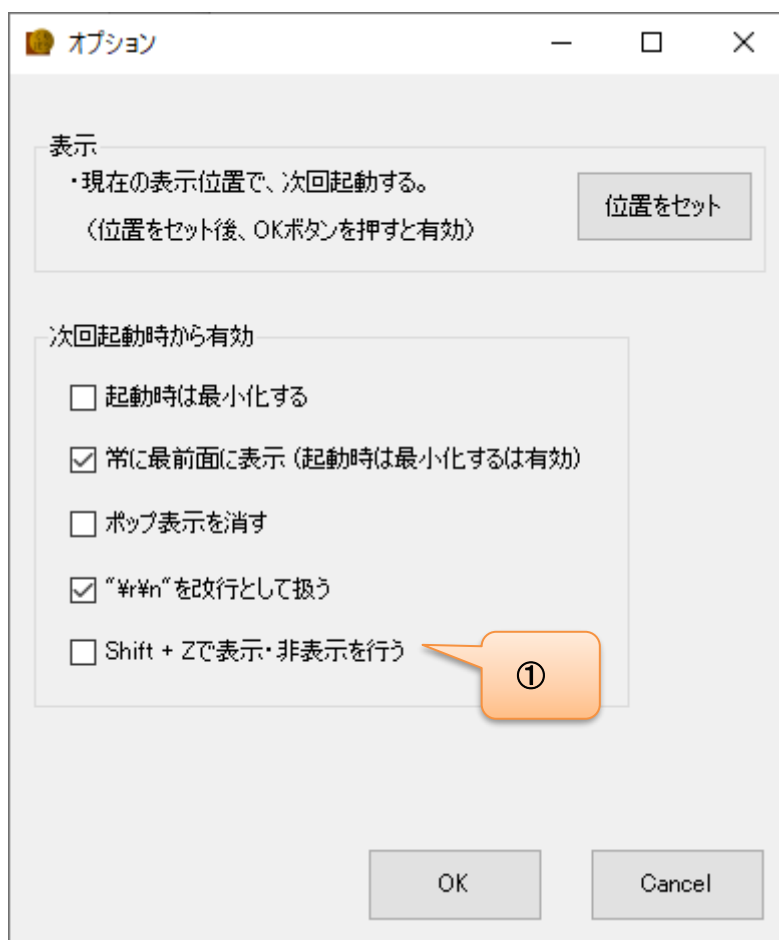 オプション
表示
・現在の表示位置で、次回起動する。
（位置をセット後、OKボタンを押すと有効）
位置をセット
次回起動時から有効
起動時は最小化する
常に最前面に表示（起動時は最小化するは有効）
ポップ表示を消す
"¥r¥n"を改行として扱う
Shift + Zで表示・非表示を行う
①
OK
Cancel